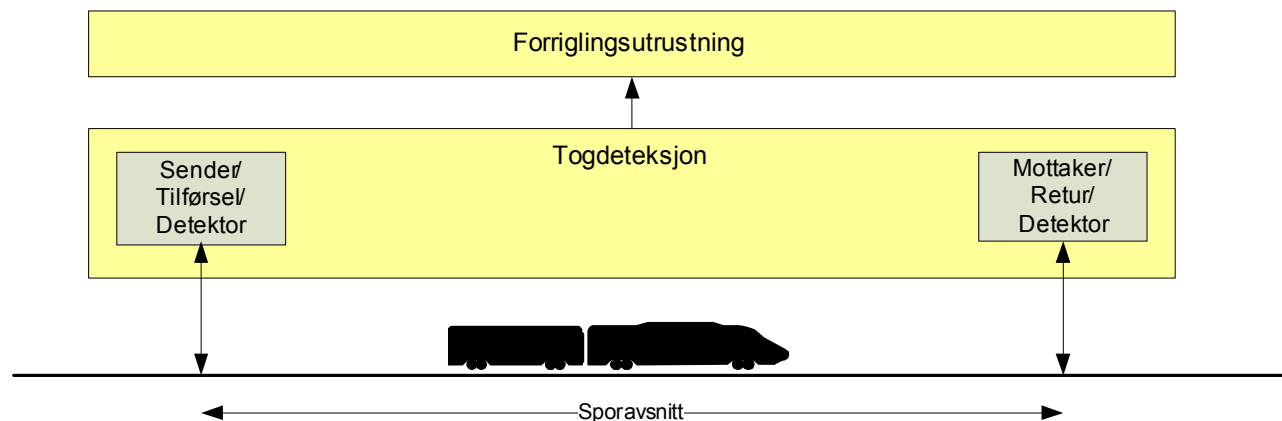 Forriglingsutrustning
Togdeteksjon
Sender/
Tilførsel/
Detektor
Mottaker/
Retur/
Detektor
Sporavsnitt